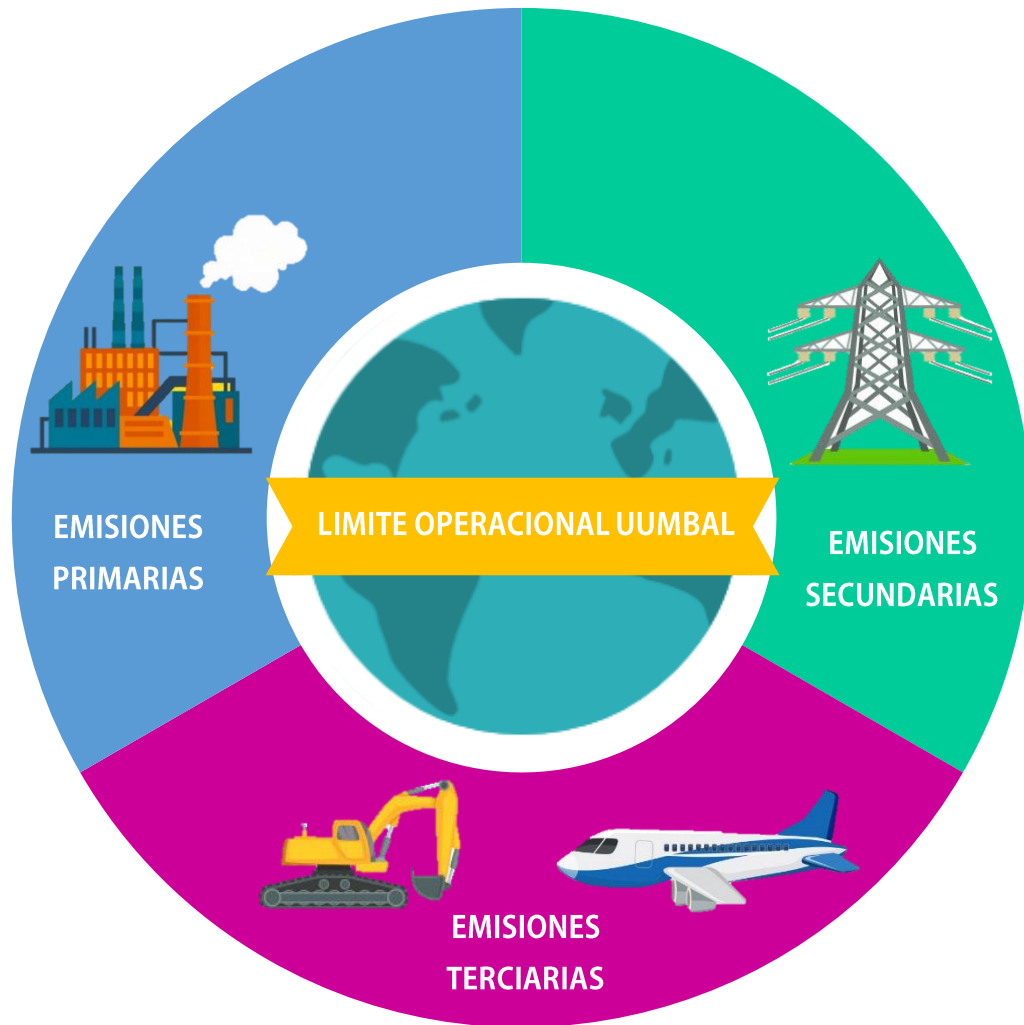 EMISIONES
PRIMARIAS
LIMITE OPERACIONAL UUMBAL
EMISIONES
SECUNDARIAS
EMISIONES
TERCIARIAS